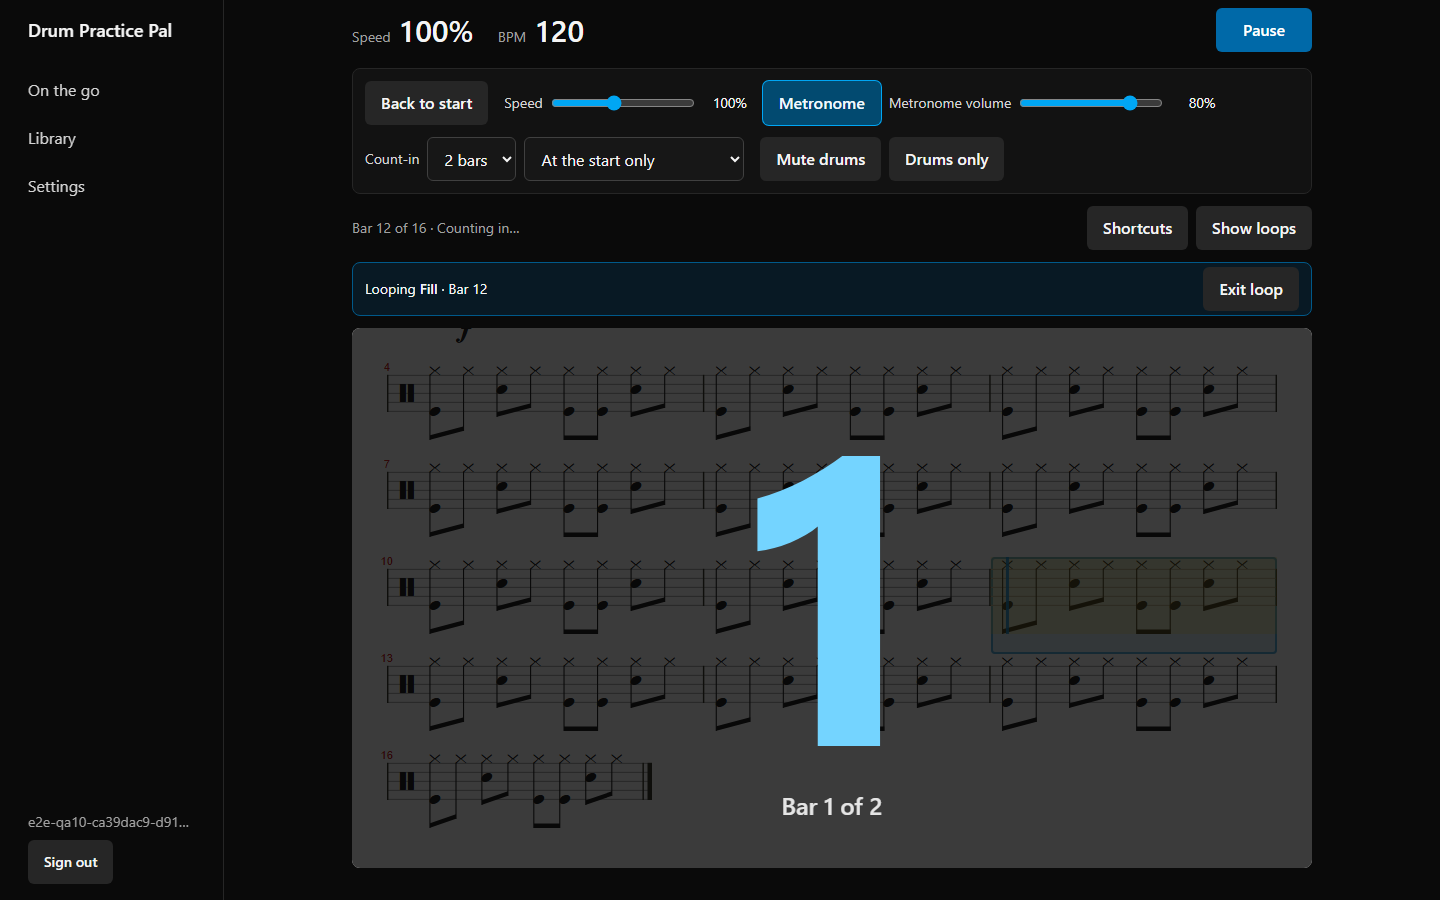 Drum Practice Pal
On the go
Library
Settings
e2e-qa10-ca39dac9-d91...
Sign out
Speed 100% BPM 120
Pause
Back to start Speed 100% Metronome Metronome volume 80%
Count-in 2 bars At the start only Mute drums Drums only
Bar 12 of 16 · Counting in...
Shortcuts Show loops
Looping Fill · Bar 12
Exit loop
f
4
7
10
13
16
1
Bar 1 of 2